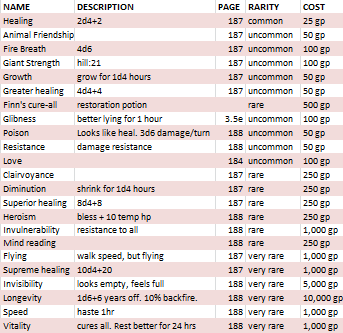 NAME DESCRIPTION PAGE RARITY COST
Healing 2d4+2 187 common 25 gp
Animal Friendship 187 uncommon 50 gp
Fire Breath 4d6 187 uncommon 100 gp
Giant Strength hill:21 187 uncommon 100 gp
Growth grow for 1d4 hours 187 uncommon 50 gp
Greater healing 4d4+4 187 uncommon 50 gp
Finn's cure-all restoration potion rare 500 gp
Glibness better lying for 1 hour 3.5e uncommon 100 gp
Poison Looks like heal. 3d6 damage/turn 188 uncommon 50 gp
Resistance damage resistance 188 uncommon 50 gp
Love 184 uncommon 100 gp
Clairvoyance 187 rare 250 gp
Diminution shrink for 1d4 hours 187 rare 250 gp
Superior healing 8d4+8 187 rare 250 gp
Heroism bless + 10 temp hp 188 rare 250 gp
Invulnerability resistance to all 188 rare 1,000 gp
Mind reading 188 rare 250 gp
Flying walk speed, but flying 187 very rare 1,000 gp
Supreme healing 10d4+20 187 very rare 1,000 gp
Invisibility looks empty, feels full 188 very rare 5,000 gp
Longevity 1d6+6 years off. 10% backfire. 188 very rare 10,000 gp
Speed haste 1hr 188 very rare 1,000 gp
Vitality cures all. Rest better for 24 hrs 188 very rare 1,000 gp